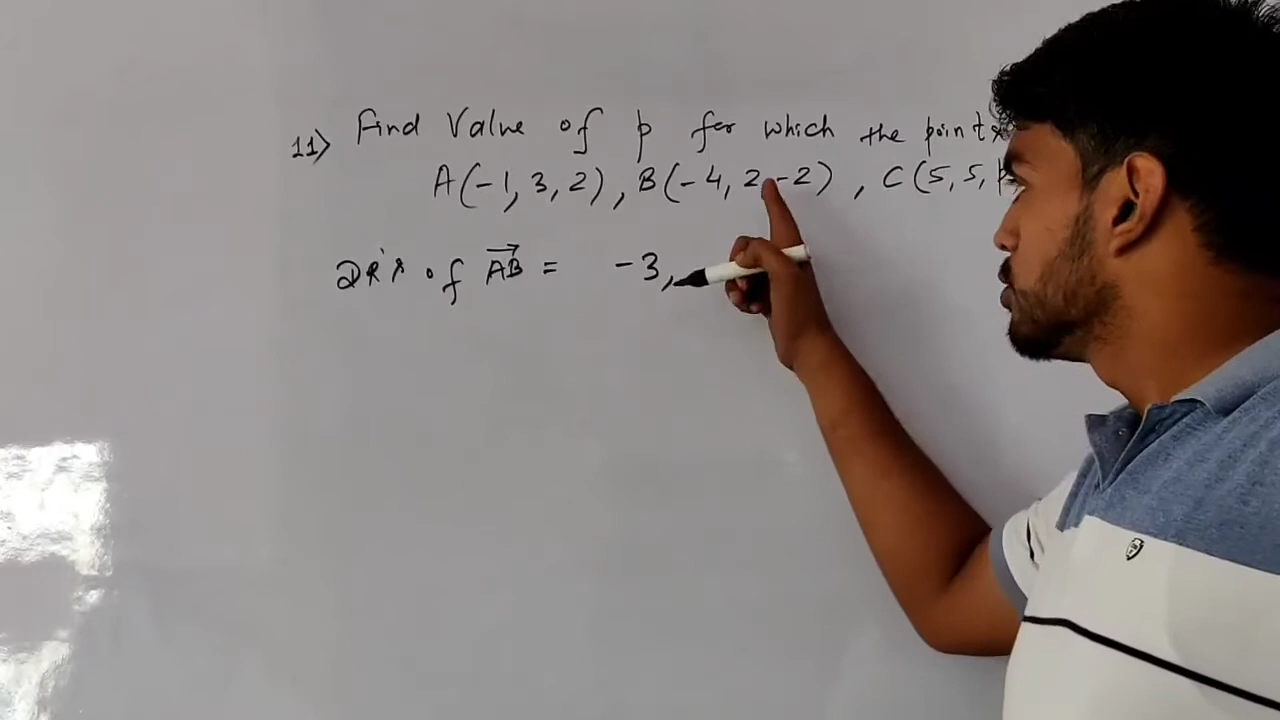 11) Find Value of p for which the points
A(-1, 3, 2), B(-4, 2, -2), C(5, 5, p
DR's of AB = -3,